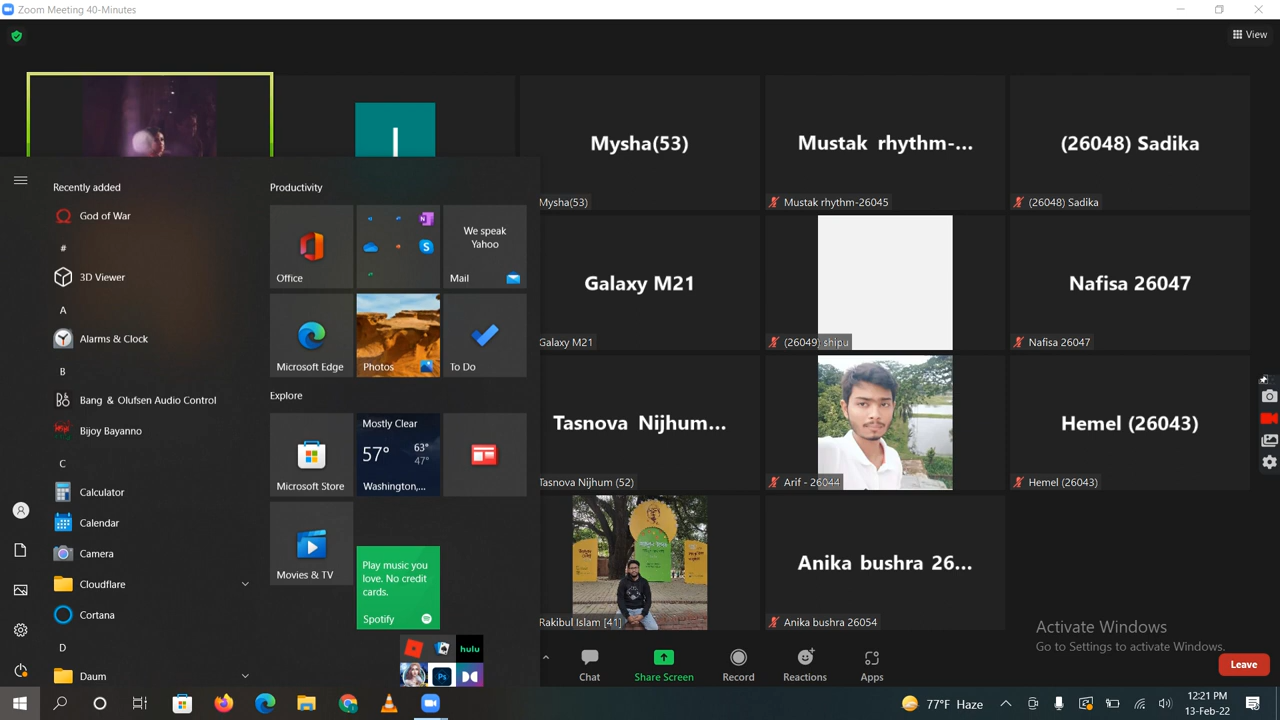 Zoom Meeting 40-Minutes
View
Mysha(53)
Mysha(53)
Mustak rhythm-...
Mustak rhythm-26045
(26048) Sadika
(26048) Sadika
Galaxy M21
Galaxy M21
(26049) shipu
Nafisa 26047
Nafisa 26047
Tasnova Nijhum...
Tasnova Nijhum (52)
Arif - 26044
Hemel (26043)
Hemel (26043)
Rakibul Islam [41]
Anika bushra 26...
Anika bushra 26054
Recently added
God of War
#
3D Viewer
A
Alarms & Clock
B
Bang & Olufsen Audio Control
Bijoy Bayanno
C
Calculator
Calendar
Camera
Cloudflare
Cortana
D
Daum
Productivity
Office
We speak
Yahoo
Mail
Microsoft Edge
Photos
To Do
Explore
Microsoft Store
Mostly Clear
57°
63°
47°
Washington,...
Movies & TV
Play music you
love. No credit
cards.
Spotify
hulu
Ps
Chat
Share Screen
Record
Reactions
Apps
Activate Windows
Go to Settings to activate Windows.
Leave
77°F Haze
12:21 PM
13-Feb-22